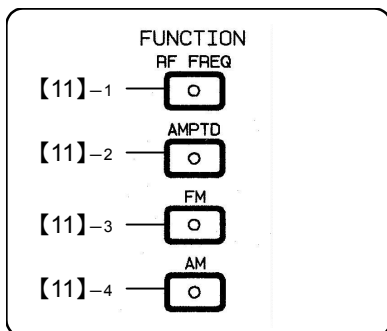 FUNCTION
RF FREQ
【11】–1
AMPTD
【11】–2
FM
【11】–3
AM
【11】–4